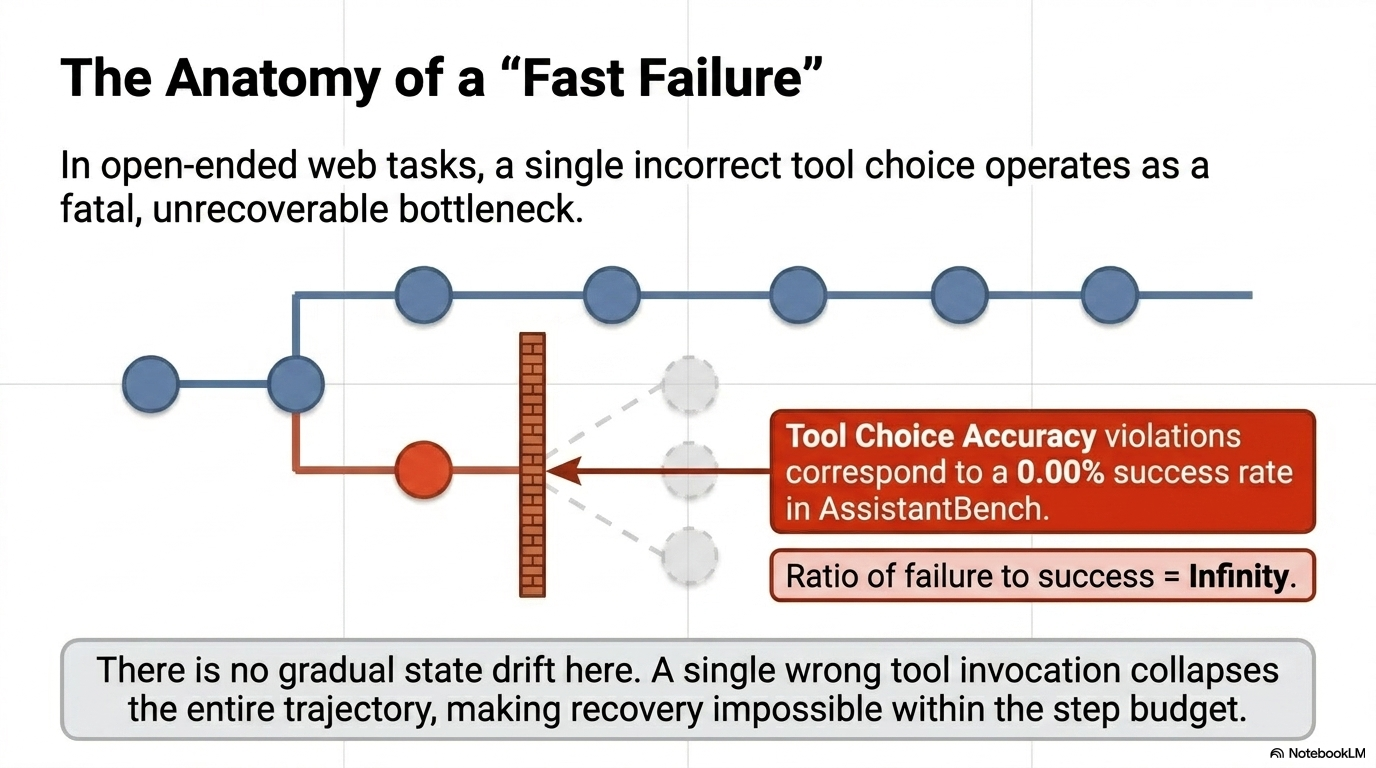 The Anatomy of a “Fast Failure”
In open-ended web tasks, a single incorrect tool choice operates as a
fatal, unrecoverable bottleneck.
Tool Choice Accuracy violations
correspond to a 0.00% success rate
in AssistantBench.
Ratio of failure to success = Infinity.
There is no gradual state drift here. A single wrong tool invocation collapses
the entire trajectory, making recovery impossible within the step budget.
NotebookLM